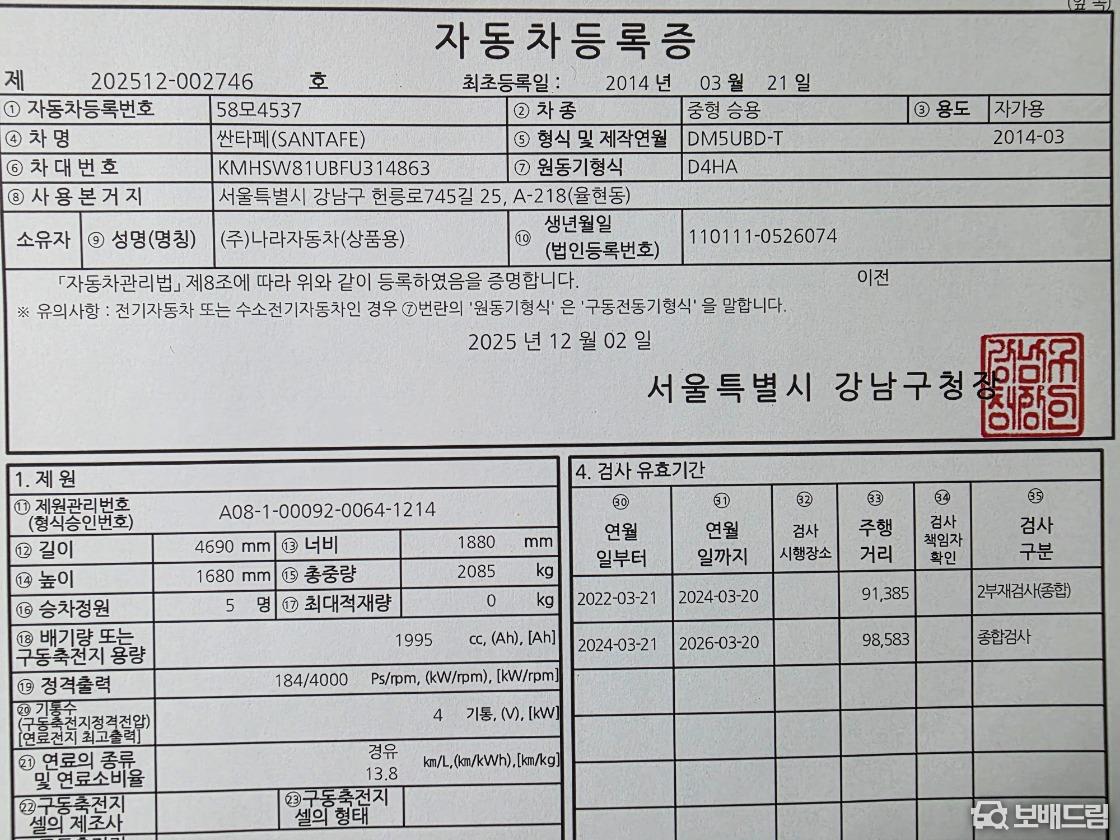 (앞 쪽)
자동차등록증
제 202512-002746 호 최초등록일 : 2014 년 03 월 21 일
① 자동차등록번호 58모4537 ② 차 종 중형 승용 ③ 용도 자가용
④ 차 명 싼타페(SANTAFE) ⑤ 형식 및 제작연월 DM5UBD-T 2014-03
⑥ 차 대 번 호 KMHSW81UBFU314863 ⑦ 원동기형식 D4HA
⑧ 사 용 본 거 지 서울특별시 강남구 헌릉로745길 25, A-218(율현동)
소유자 ⑨ 성명(명칭) (주)나라자동차(상품용) ⑩ 생년월일
(법인등록번호) 110111-0526074
「자동차관리법」 제8조에 따라 위와 같이 등록하였음을 증명합니다. 이전
※ 유의사항 : 전기자동차 또는 수소전기자동차인 경우 ⑦번란의 '원동기형식' 은 '구동전동기형식' 을 말합니다.
2025 년 12 월 02 일
서울특별시 강남구청장
1. 제 원
⑪ 제원관리번호
(형식승인번호) A08-1-00092-0064-1214
⑫ 길이 4690 mm ⑬ 너비 1880 mm
⑭ 높이 1680 mm ⑮ 총중량 2085 kg
⑯ 승차정원 5 명 ⑰ 최대적재량 0 kg
⑱ 배기량 또는
구동축전지 용량 1995 cc, (Ah), [Ah]
⑲ 정격출력 184/4000 Ps/rpm, (kW/rpm), [kW/rpm]
⑳ 기통수
(구동축전지정격전압)
[연료전지 최고출력] 4 기통, (V), [kW]
㉑ 연료의 종류
및 연료소비율 경유
13.8 km/L,(km/kWh),[km/kg]
㉒ 구동축전지
셀의 제조사 ㉓ 구동축전지
셀의 형태
4. 검사 유효기간
㉚ 연월
일부터
㉛ 연월
일까지
㉜ 검사
시행장소
㉝ 주행
거리
㉞ 검사
책임자
확인
㉟ 검사
구분
2022-03-21 2024-03-20 91,385 2부재검사(종합)
2024-03-21 2026-03-20 98,583 종합검사
보배드림